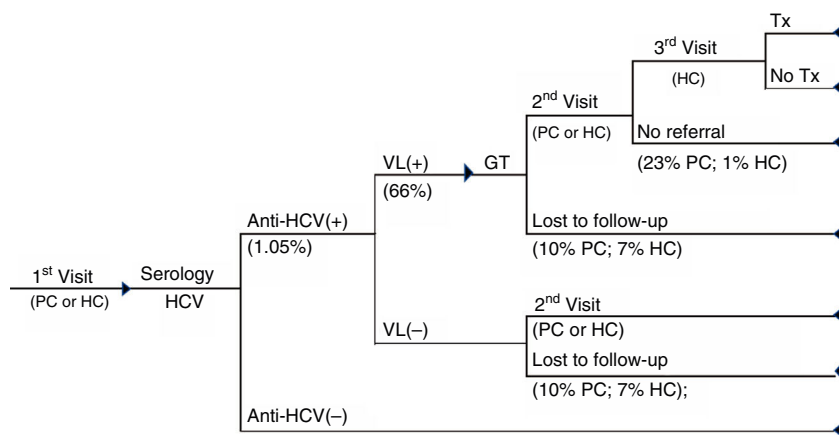 Tx
3rd Visit
(HC)
No Tx
2nd Visit
(PC or HC)
No referral
(23% PC; 1% HC)
VL(+)
(66%)
GT
Lost to follow-up
(10% PC; 7% HC)
Anti-HCV(+)
(1.05%)
1st Visit
(PC or HC)
Serology
HCV
2nd Visit
(PC or HC)
VL(–)
Lost to follow-up
(10% PC; 7% HC);
Anti-HCV(–)